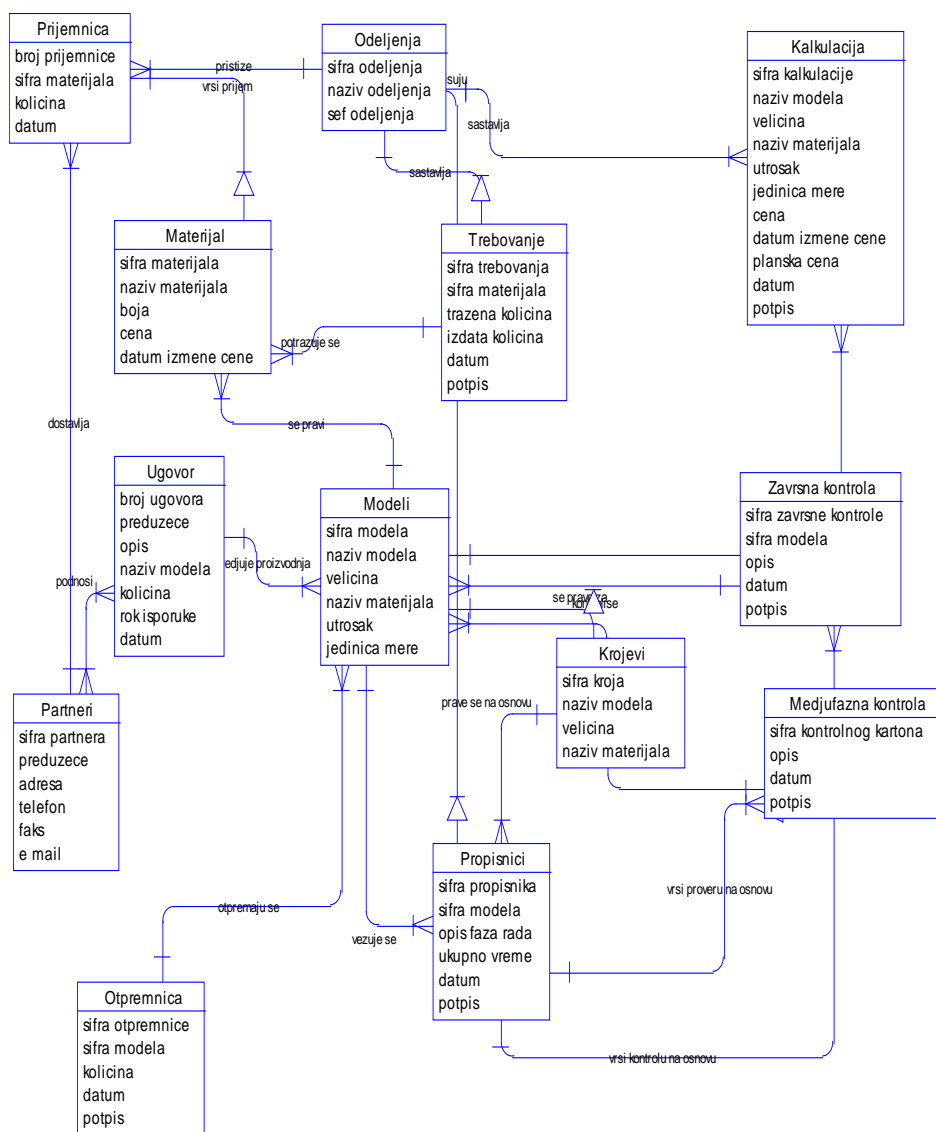 Prijemnica
broj prijemnice
sifra materijala
kolicina
datum
Odeljenja
sifra odeljenja
naziv odeljenja
sef odeljenja
Kalkulacija
sifra kalkulacije
naziv modela
velicina
naziv materijala
utrosak
jedinica mere
cena
datum izmene cene
planska cena
datum
potpis
pristize
vrsi prijem
suju
sastavlja
sastavlja
Materijal
sifra materijala
naziv materijala
boja
cena
datum izmene cene
Trebovanje
sifra trebovanja
sifra materijala
trazena kolicina
izdata kolicina
datum
potpis
potrazuje se
dostavlja
se pravi
Ugovor
broj ugovora
preduzece
opis
naziv modela
kolicina
rok isporuke
datum
Modeli
sifra modela
naziv modela
velicina
naziv materijala
utrosak
jedinica mere
Zavrsna kontrola
sifra zavrsne kontrole
sifra modela
opis
datum
potpis
edjuje proizvodnja
podnosi
se prave za
Krojevi
sifra kroja
naziv modela
velicina
naziv materijala
prave se na osnovu
Partneri
sifra partnera
preduzece
adresa
telefon
faks
e mail
Medjufazna kontrola
sifra kontrolnog kartona
opis
datum
potpis
Propisnici
sifra propisnika
sifra modela
opis faza rada
ukupno vreme
datum
potpis
vrsi proveru na osnovu
otpremaju se
vezuje se
Otpremnica
sifra otpremnice
sifra modela
kolicina
datum
potpis
vrsi kontrolu na osnovu